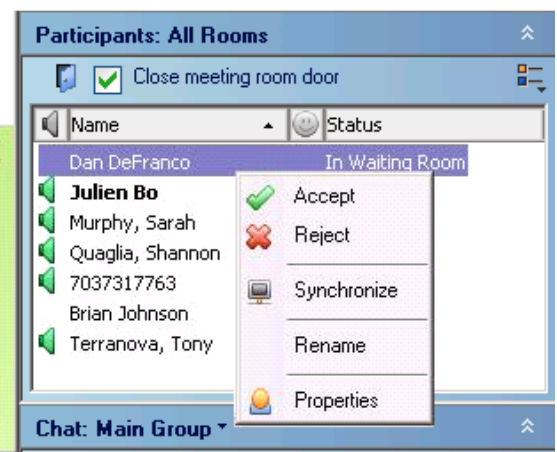 Participants: All Rooms
Close meeting room door
Name Status
Dan DeFranco In Waiting Room
Julien Bo
Accept
Murphy, Sarah
Reject
Quaglia, Shannon
7037317763
Synchronize
Brian Johnson
Terranova, Tony
Rename
Properties
Chat: Main Group